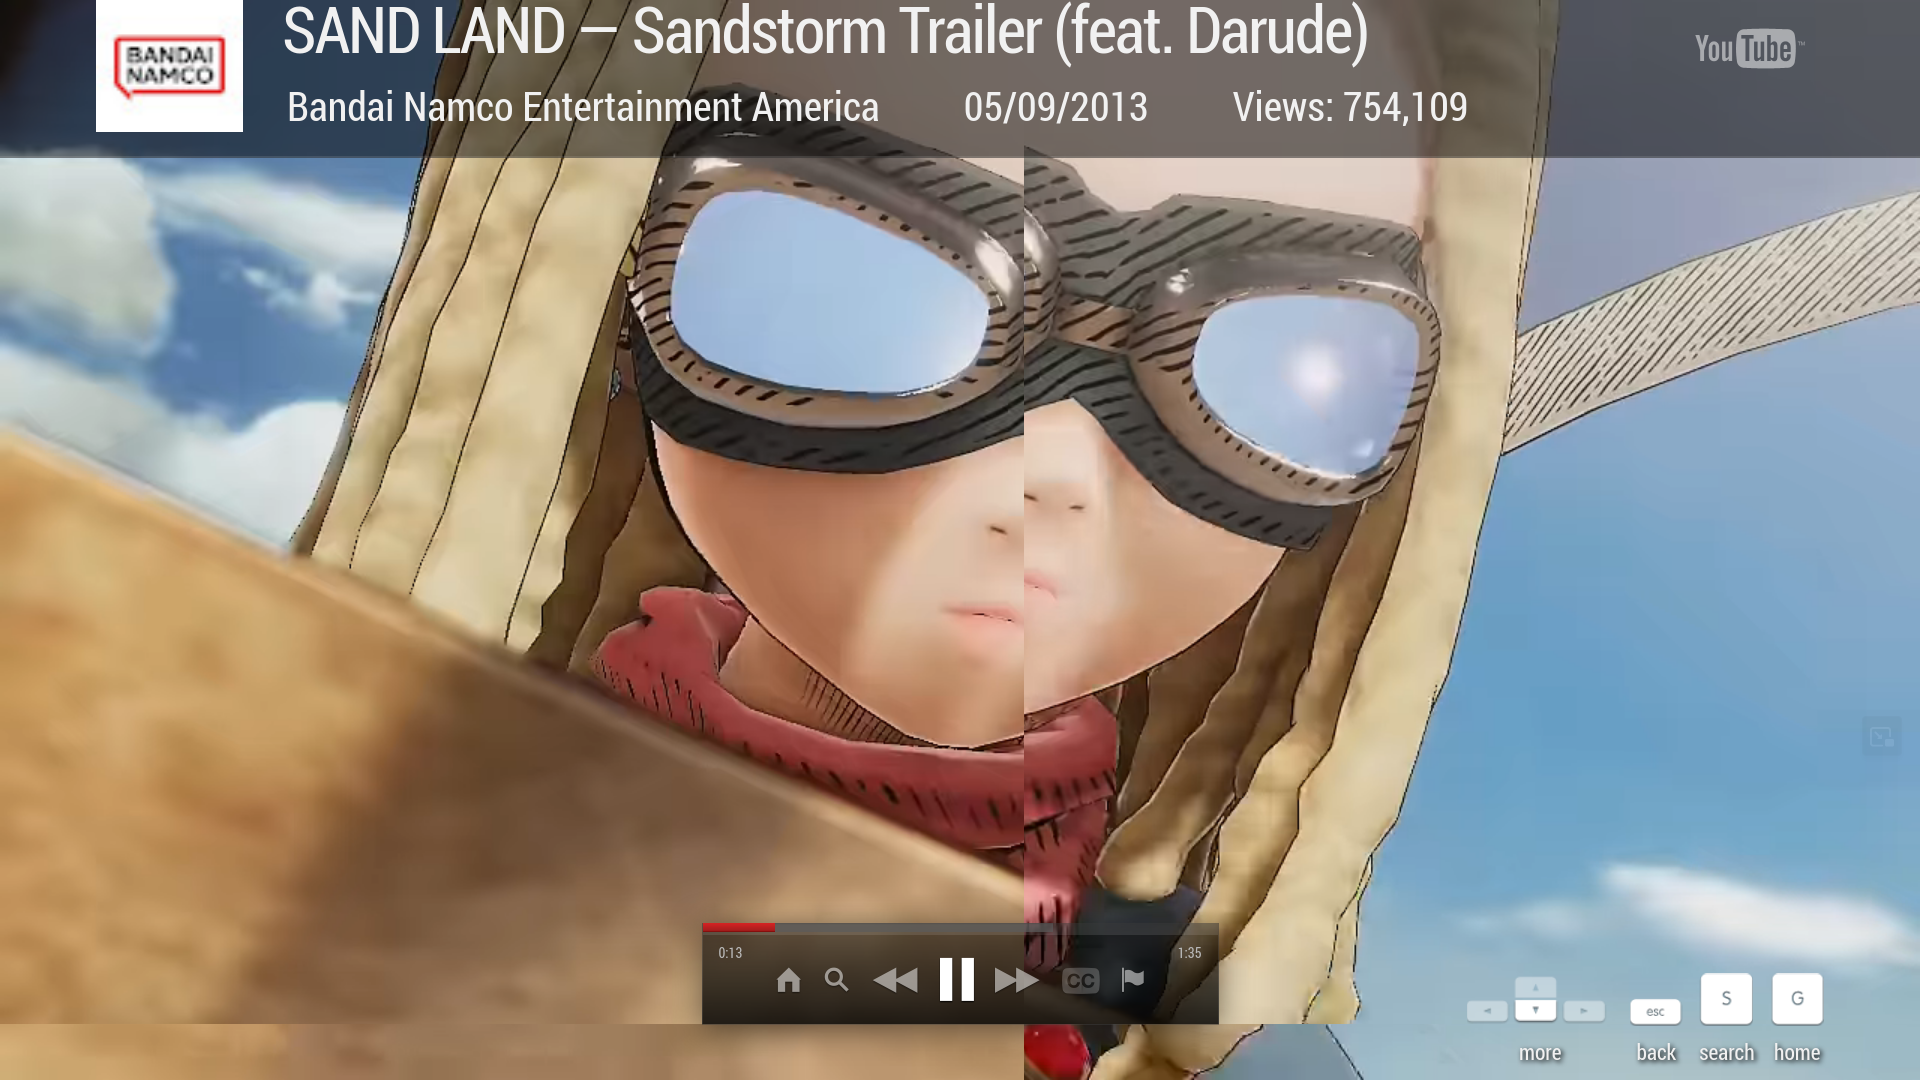 BANDAI
NAMCO
SAND LAND — Sandstorm Trailer (feat. Darude)
YouTube™
Bandai Namco Entertainment America 05/09/2013 Views: 754,109
0:13 1:35
CC
esc S G
more back search home